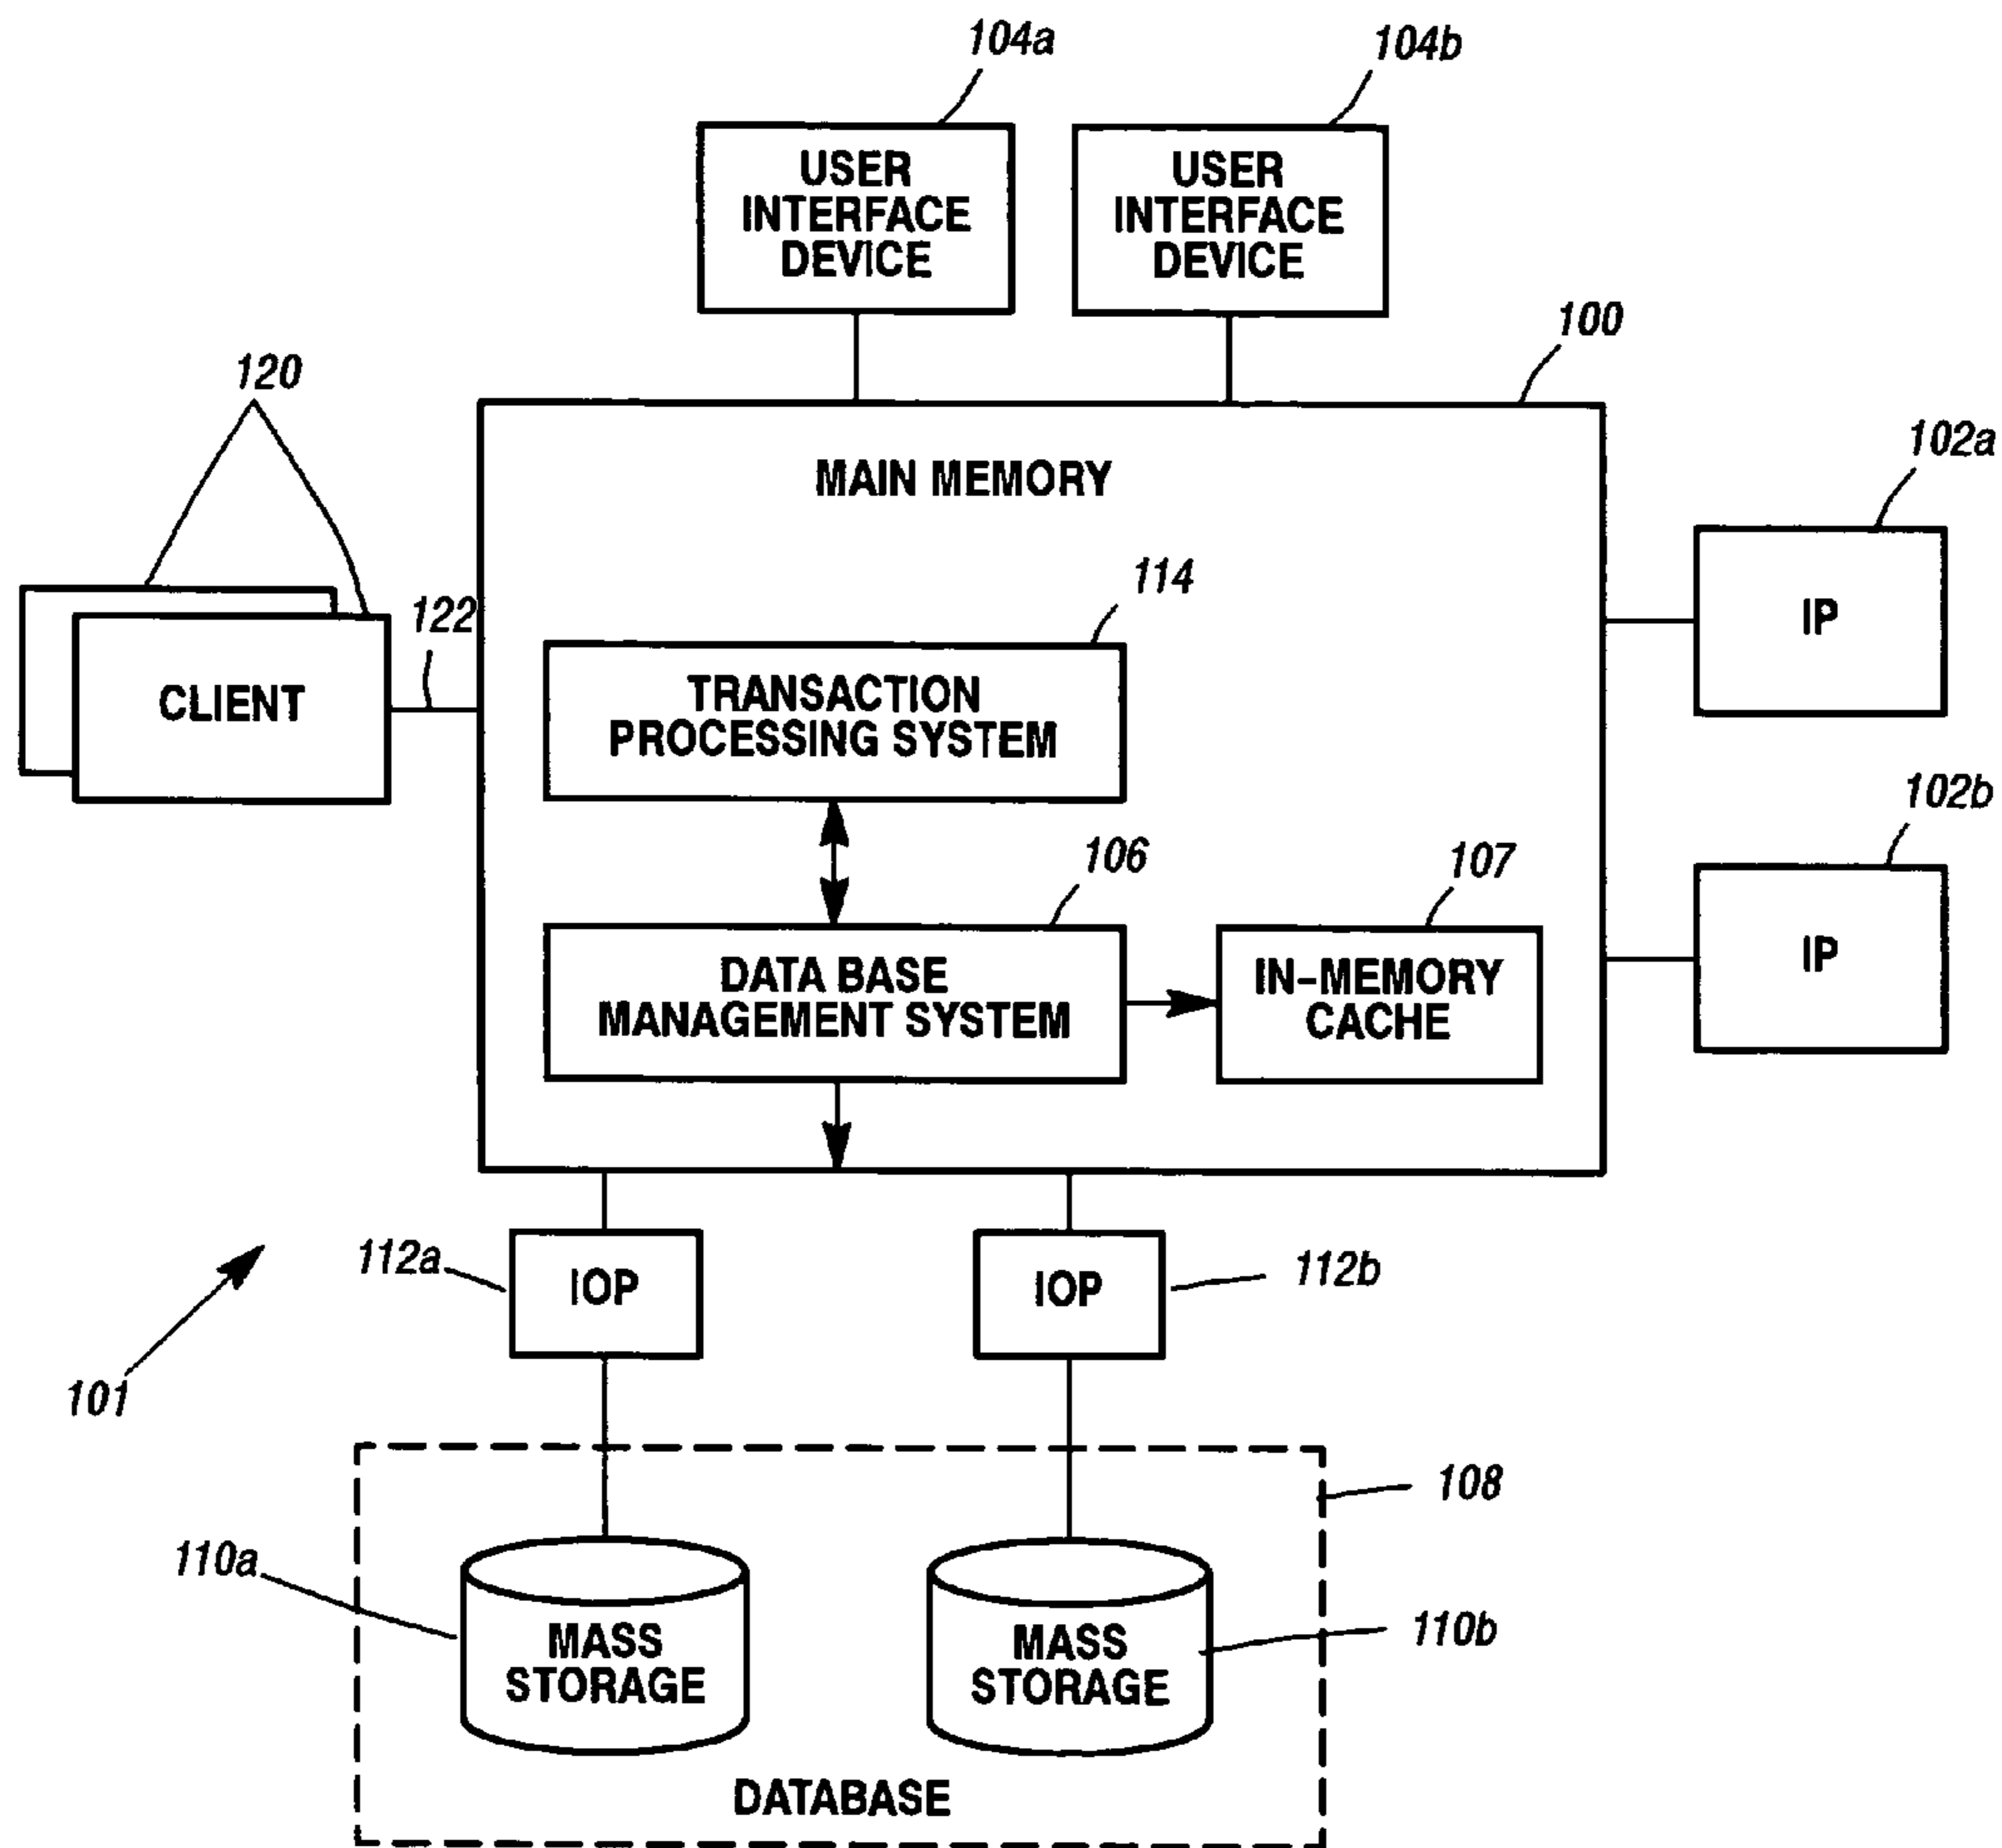 104a
104b
USER
INTERFACE
DEVICE
USER
INTERFACE
DEVICE
100
120
102a
MAIN MEMORY
IP
114
122
CLIENT
TRANSACTION
PROCESSING SYSTEM
102b
106
107
IP
DATA BASE
MANAGEMENT SYSTEM
IN-MEMORY
CACHE
112a
IOP
IOP
112b
101
108
110a
MASS
STORAGE
MASS
STORAGE
110b
DATABASE